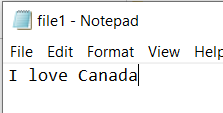 file1 - Notepad
File Edit Format View Help
I love Canada